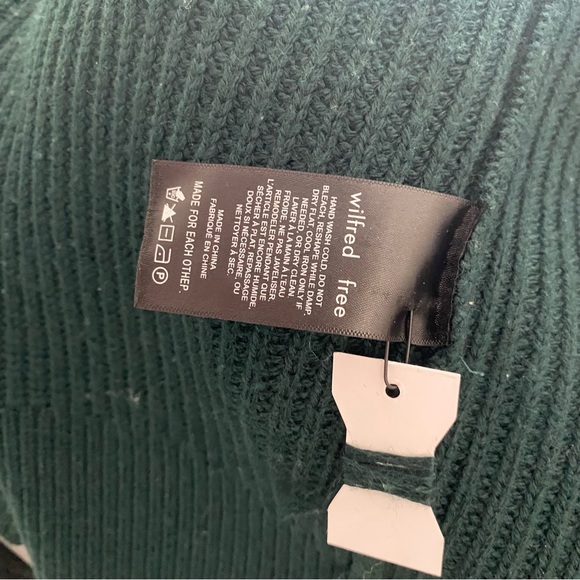 wilfred free
HAND WASH COLD, DO NOT
BLEACH, RESHAPE WHILE DAMP,
DRY FLAT, COOL IRON ONLY IF
NEEDED, OR DRY CLEAN
LAVER À LA MAIN À L'EAU
FROIDE, NE PAS JAVELISER,
REMODELER PENDANT QUE
L'ARTICLE EST ENCORE HUMIDE,
SÉCHER À PLAT, REPASSAGE
DOUX SI NÉCESSAIRE, OU
NETTOYER À SEC.
MADE IN CHINA
FABRIQUÉ EN CHINE
MADE FOR EACH OTHEP.
P